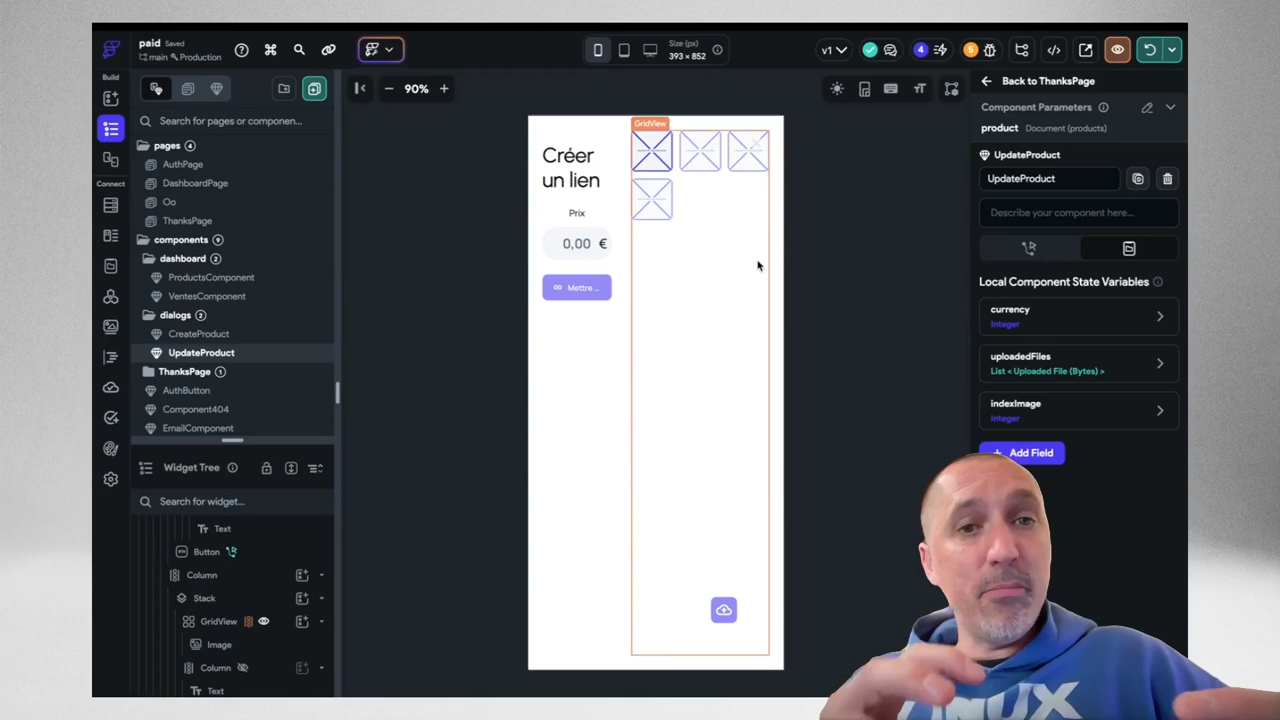 paid Saved
main Production
Size (px)
393 × 852
v1
4
5
Build
90%
Back to ThanksPage
Search for pages or componen...
Component Parameters
product Document (products)
pages 4
AuthPage
DashboardPage
Oo
ThanksPage
components 9
dashboard 2
ProductsComponent
VentesComponent
dialogs 2
CreateProduct
UpdateProduct
ThanksPage 1
AuthButton
Component404
EmailComponent
Connect
Widget Tree
Search for widget...
Text
Button
Column
Stack
GridView
Image
Column
Text
GridView
Créer
un lien
Prix
0,00 €
Mettre ..
UpdateProduct
UpdateProduct
Describe your component here...
Local Component State Variables
currency
Integer
uploadedFiles
List < Uploaded File (Bytes) >
indexImage
Integer
+ Add Field
LINUX